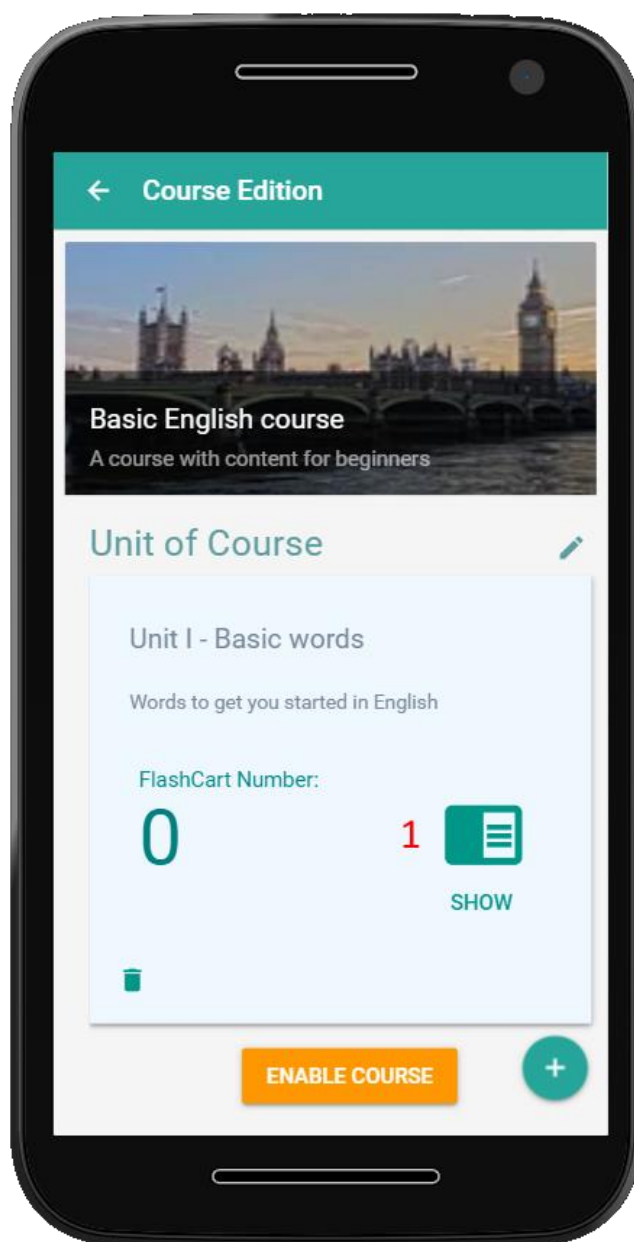 Course Edition
Basic English course
A course with content for beginners
Unit of Course
Unit I - Basic words
Words to get you started in English
FlashCart Number:
0
1
SHOW
ENABLE COURSE
+